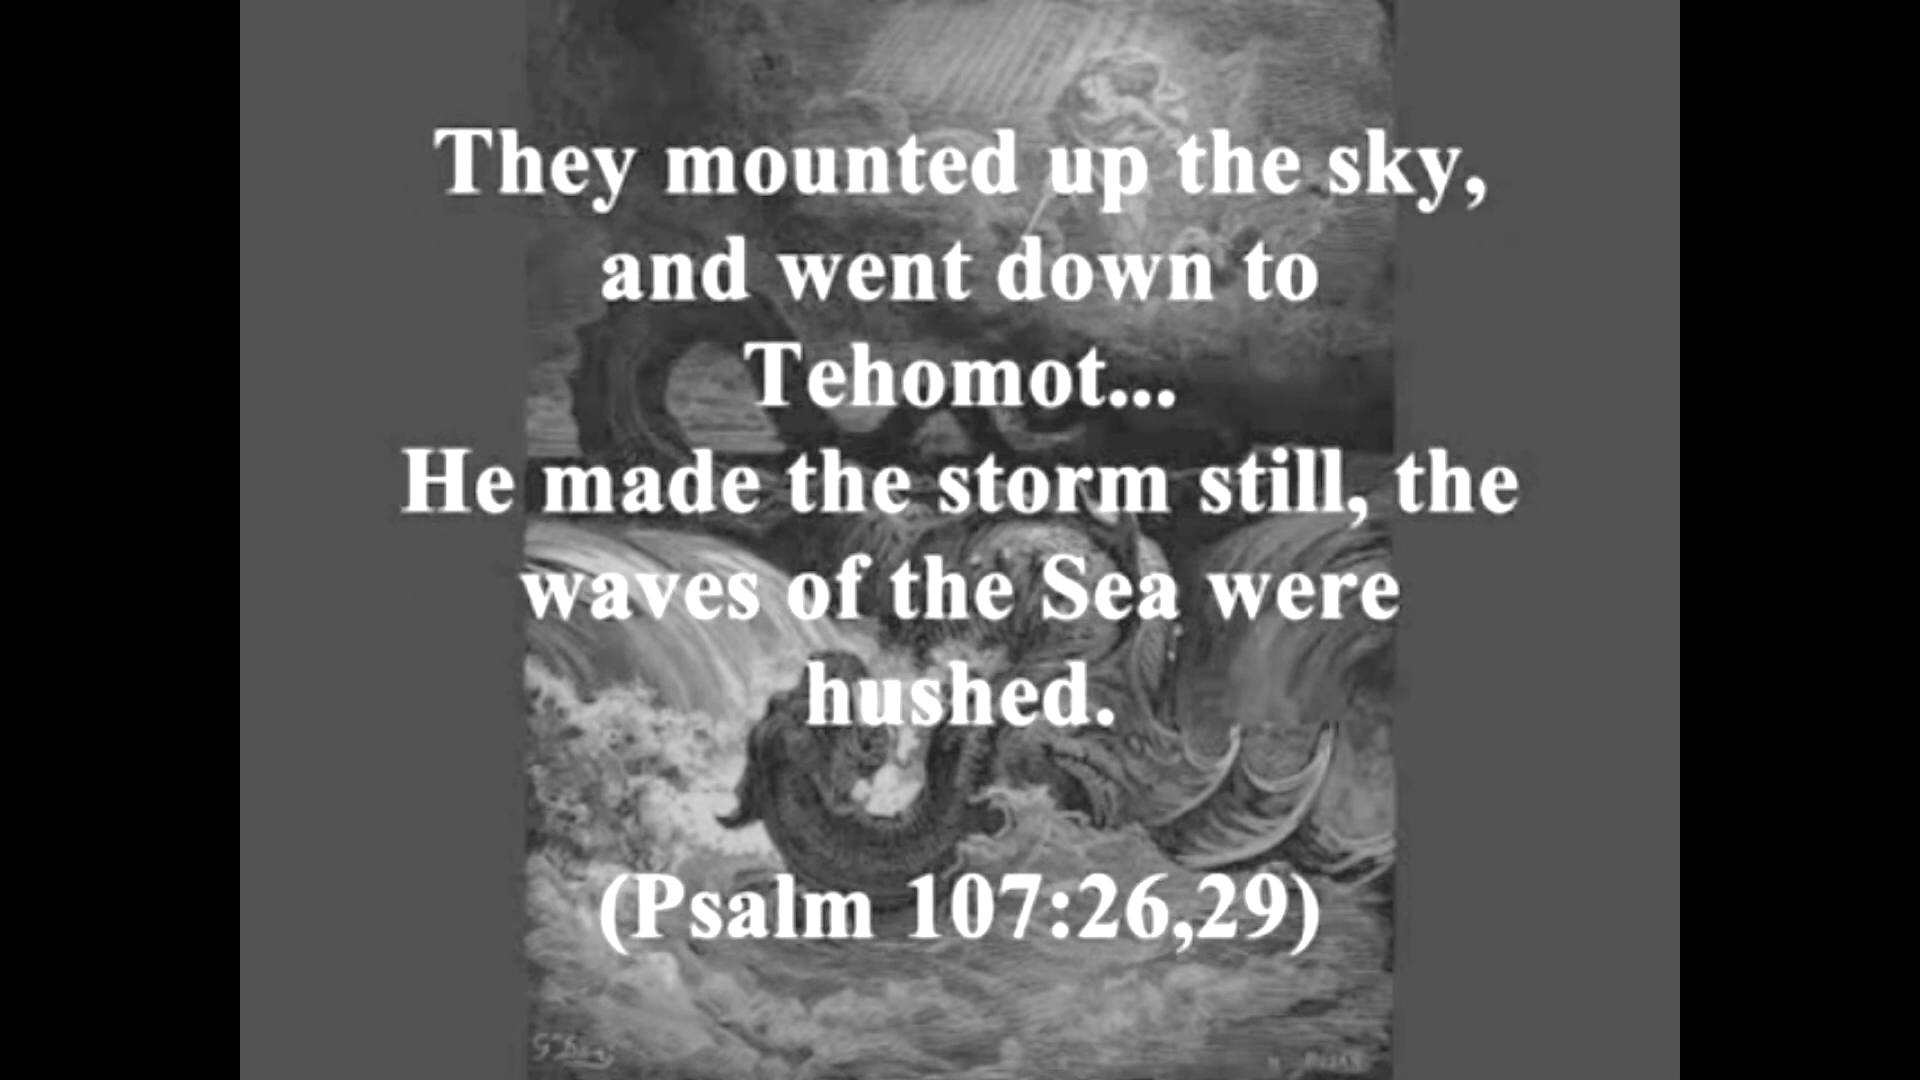 They mounted up the sky,
and went down to
Tehomot...
He made the storm still, the
waves of the Sea were
hushed.
(Psalm 107:26,29)